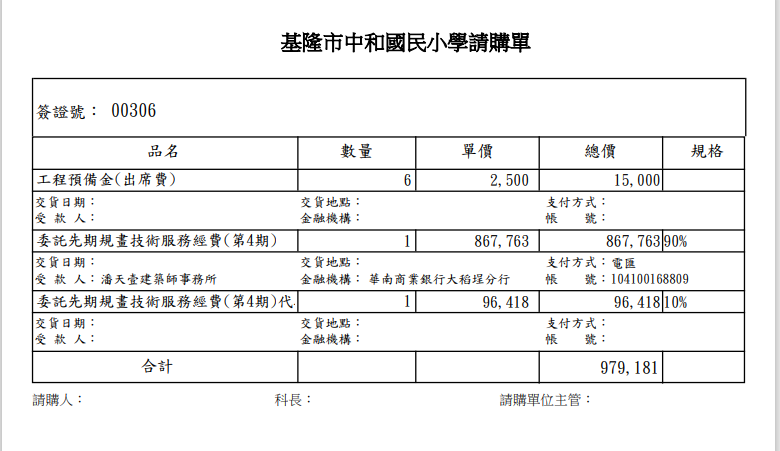 基隆市中和國民小學請購單
簽證號： 00306
品名 數量 單價 總價 規格
工程預備金(出席費) 6 2,500 15,000
交貨日期： 交貨地點： 支付方式：
受 款 人： 金融機構： 帳　　號：
委託先期規畫技術服務經費(第4期) 1 867,763 867,763 90%
交貨日期： 交貨地點： 支付方式：電匯
受 款 人：潘天壹建築師事務所 金融機構： 華南商業銀行大稻埕分行 帳　　號：104100168809
委託先期規畫技術服務經費(第4期)代 1 96,418 96,418 10%
交貨日期： 交貨地點： 支付方式：
受 款 人： 金融機構： 帳　　號：
合計 979,181
請購人： 科長： 請購單位主管：